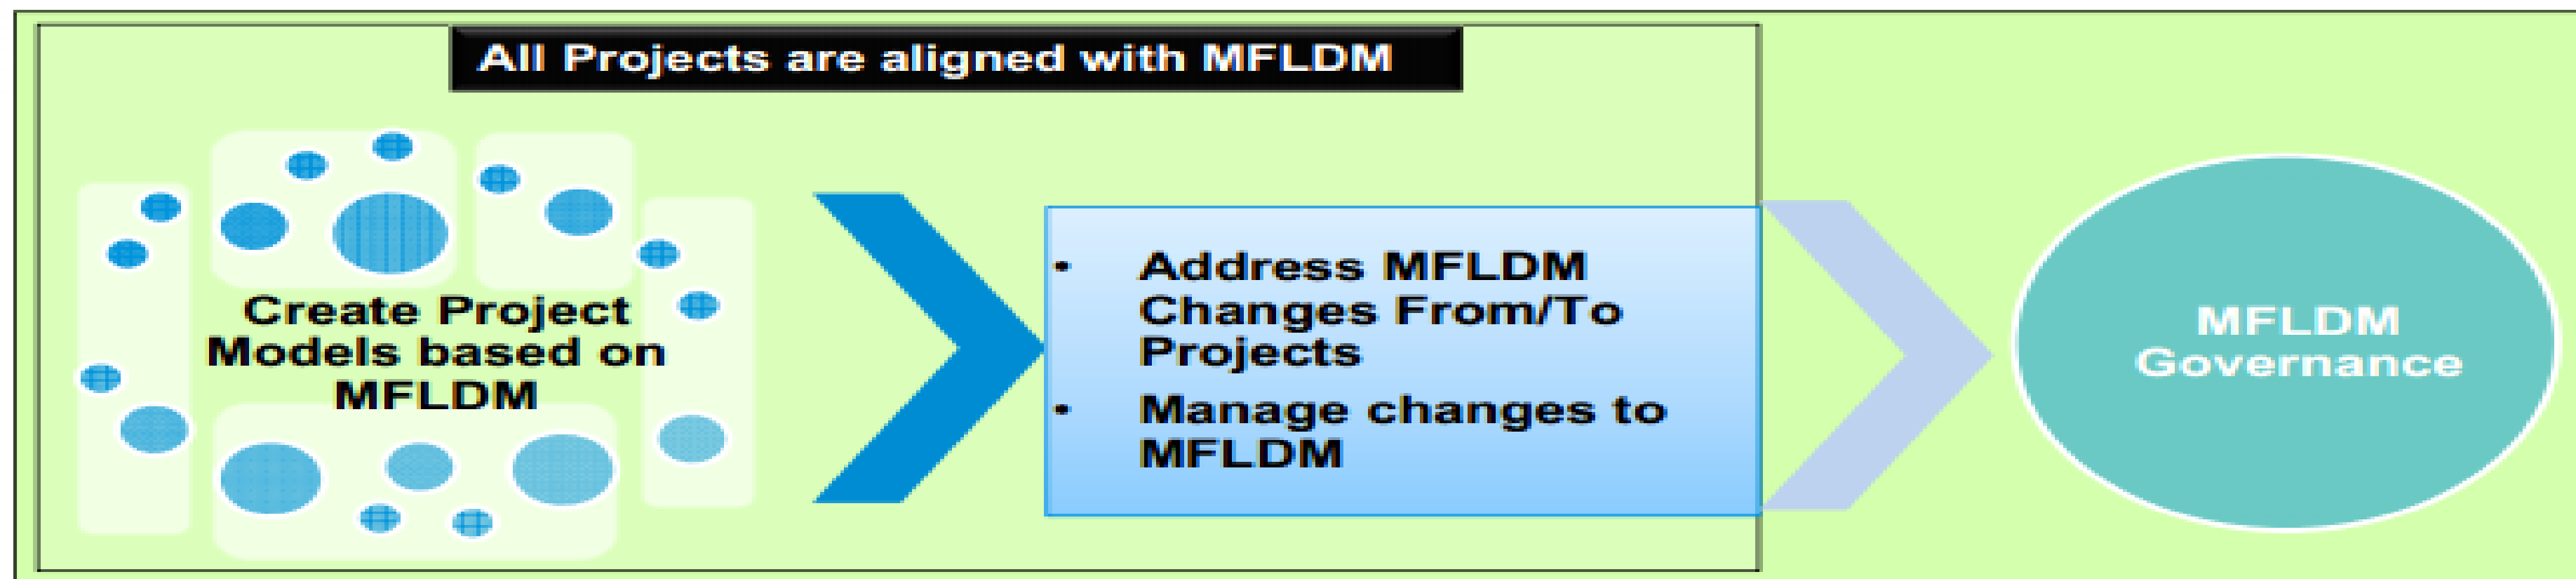 All Projects are aligned with MFLDM
Create Project
Models based on
MFLDM
• Address MFLDM
Changes From/To
Projects
• Manage changes to
MFLDM
MFLDM
Governance